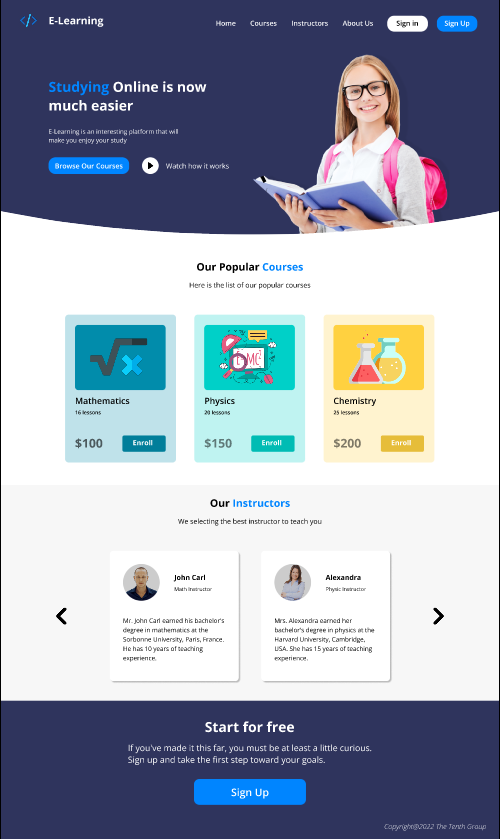 E-Learning
Home Courses Instructors About Us Sign in Sign Up
Studying Online is now
much easier
E-Learning is an interesting platform that will
make you enjoy your study
Browse Our Courses Watch how it works
Our Popular Courses
Here is the list of our popular courses
Mathematics
16 lessons
$100 Enroll
Physics
20 lessons
$150 Enroll
Chemistry
25 lessons
$200 Enroll
Our Instructors
We selecting the best instructor to teach you
John Carl
Math Instructor
Mr. John Carl earned his bachelor's
degree in mathematics at the
Sorbonne University, Paris, France.
He has 10 years of teaching
experience.
Alexandra
Physic Instructor
Mrs. Alexandra earned her
bachelor's degree in physics at the
Harvard University, Cambridge,
USA. She has 15 years of teaching
experience.
Start for free
If you've made it this far, you must be at least a little curious.
Sign up and take the first step toward your goals.
Sign Up
Copyright@2022 The Tenth Group